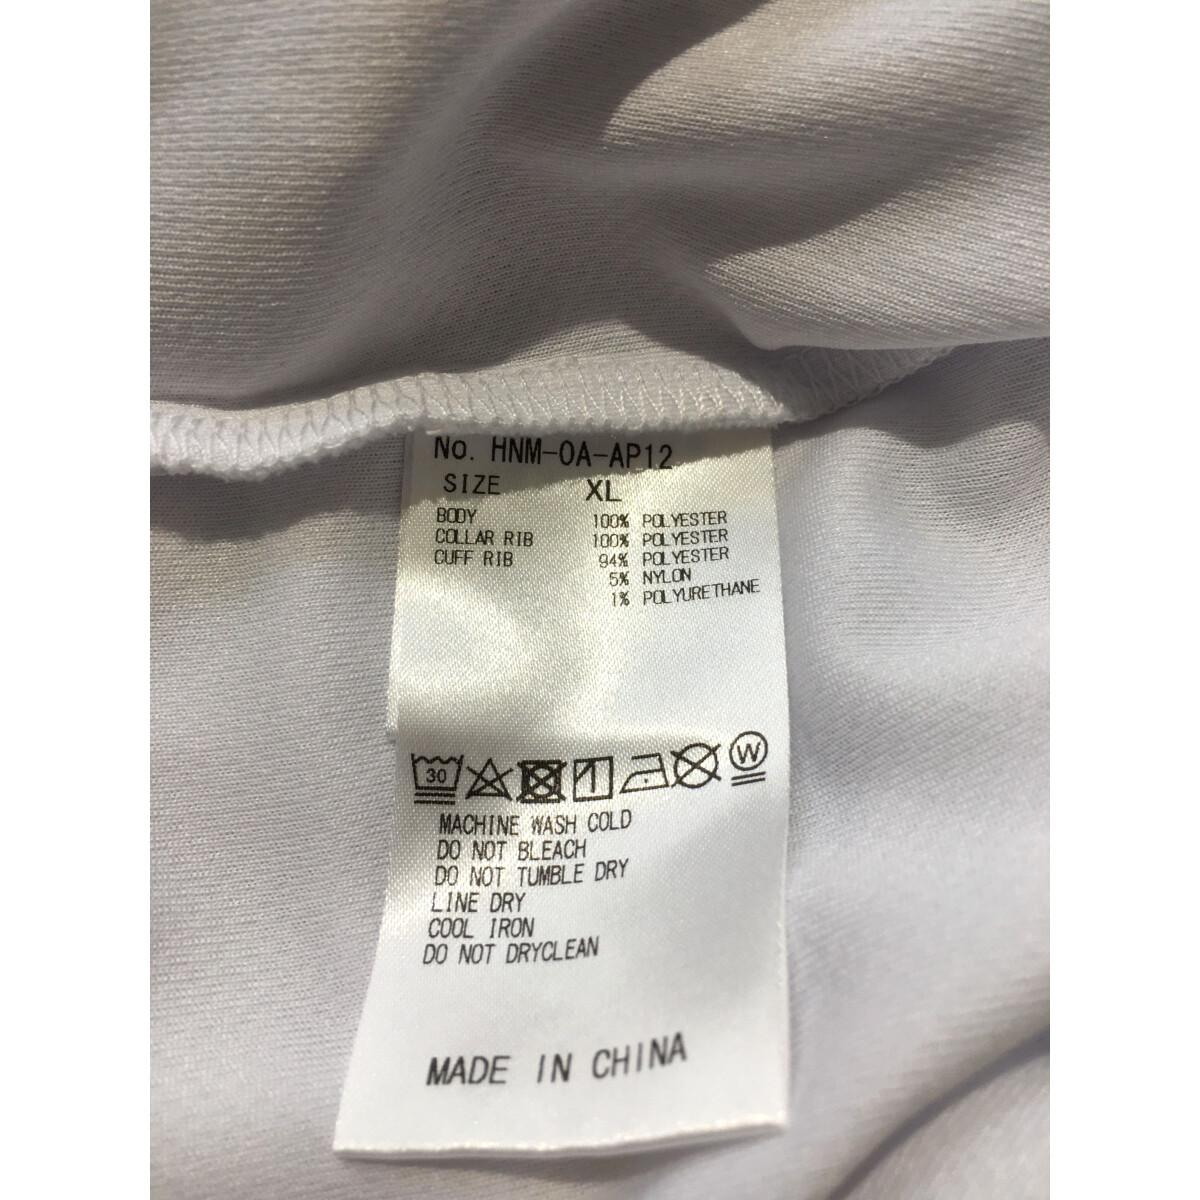 No. HNM-OA-AP12
SIZE XL
BODY 100% POLYESTER
COLLAR RIB 100% POLYESTER
CUFF RIB 94% POLYESTER
5% NYLON
1% POLYURETHANE
30 W
MACHINE WASH COLD
DO NOT BLEACH
DO NOT TUMBLE DRY
LINE DRY
COOL IRON
DO NOT DRYCLEAN
MADE IN CHINA